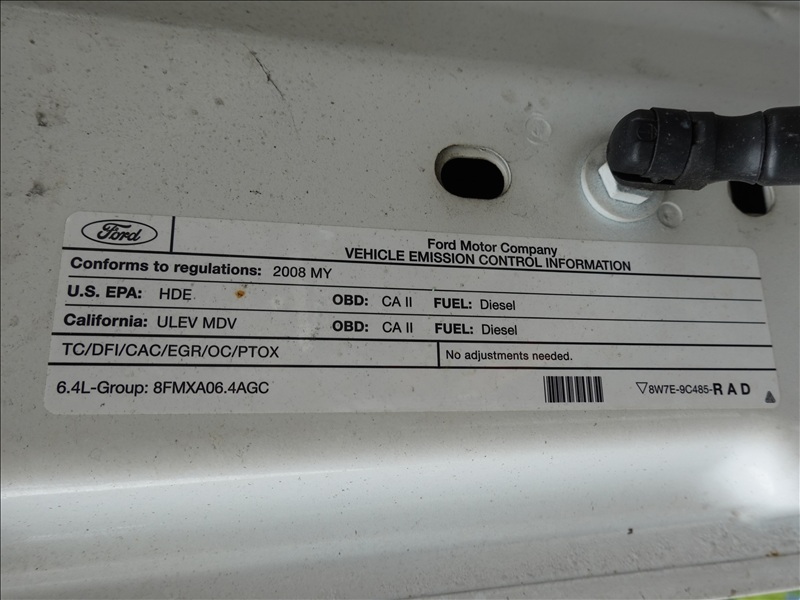 Ford
Ford Motor Company
VEHICLE EMISSION CONTROL INFORMATION
Conforms to regulations: 2008 MY
U.S. EPA: HDE OBD: CA II FUEL: Diesel
California: ULEV MDV OBD: CA II FUEL: Diesel
TC/DFI/CAC/EGR/OC/PTOX No adjustments needed.
6.4L-Group: 8FMXA06.4AGC 8W7E-9C485-RAD